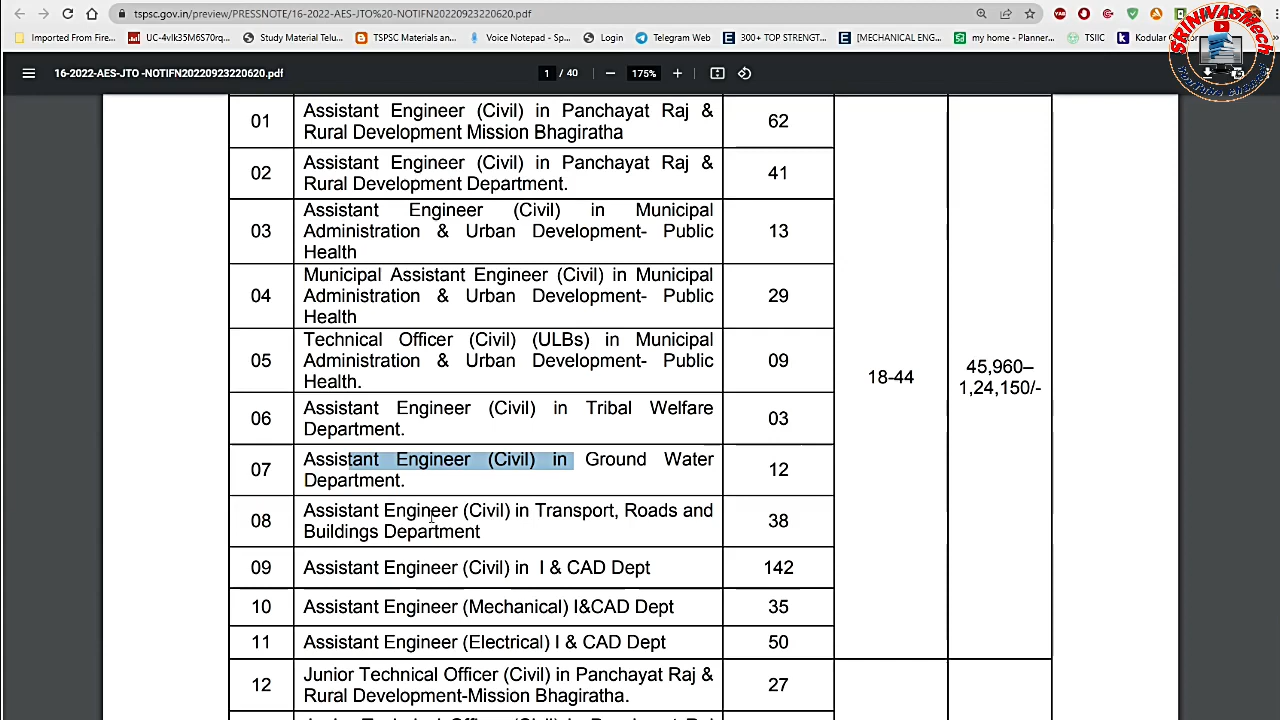 tspsc.gov.in/preview/PRESSNOTE/16-2022-AES-JTO%20-NOTIFN20220923220620.pdf
Imported From Fire...
UC-4vlk35M6S70rq...
Study Material Telu...
TSPSC Materials an...
Voice Notepad - Sp...
Login
Telegram Web
300+ TOP STRENGT...
[MECHANICAL ENG...
my home - Planner...
TSIIC
Kodular C
SRINIVASMech
YouTube Channel
16-2022-AES-JTO -NOTIFN20220923220620.pdf
1 / 40
175%
01
Assistant Engineer (Civil) in Panchayat Raj &
Rural Development Mission Bhagiratha
62
02
Assistant Engineer (Civil) in Panchayat Raj &
Rural Development Department.
41
03
Assistant Engineer (Civil) in Municipal
Administration & Urban Development- Public
Health
13
04
Municipal Assistant Engineer (Civil) in Municipal
Administration & Urban Development- Public
Health
29
05
Technical Officer (Civil) (ULBs) in Municipal
Administration & Urban Development- Public
Health.
09
18-44
45,960–
1,24,150/-
06
Assistant Engineer (Civil) in Tribal Welfare
Department.
03
07
Assistant Engineer (Civil) in Ground Water
Department.
12
08
Assistant Engineer (Civil) in Transport, Roads and
Buildings Department
38
09
Assistant Engineer (Civil) in I & CAD Dept
142
10
Assistant Engineer (Mechanical) I&CAD Dept
35
11
Assistant Engineer (Electrical) I & CAD Dept
50
12
Junior Technical Officer (Civil) in Panchayat Raj &
Rural Development-Mission Bhagiratha.
27